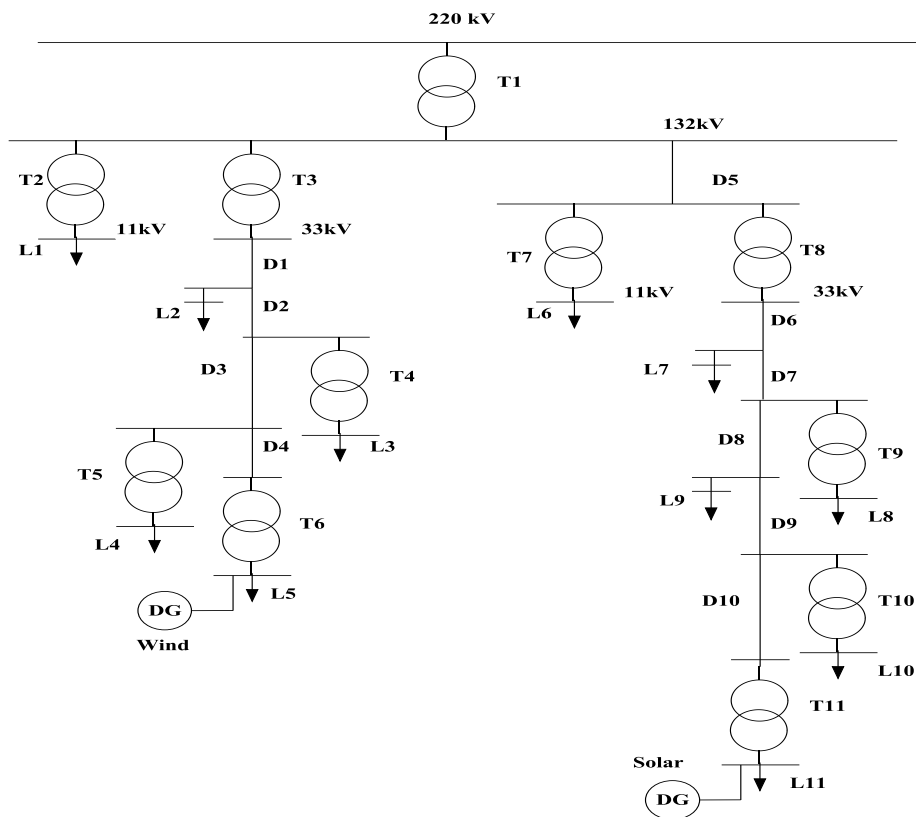 220 kV
T1
132kV
T2
T3
D5
L1
11kV
33kV
T7
T8
D1
L2
D2
L6
11kV
33kV
D6
D3
T4
L7
D7
D4
L3
D8
T9
T5
L9
L8
T6
D9
L4
L5
DG
D10
T10
Wind
L10
T11
Solar
L11
DG